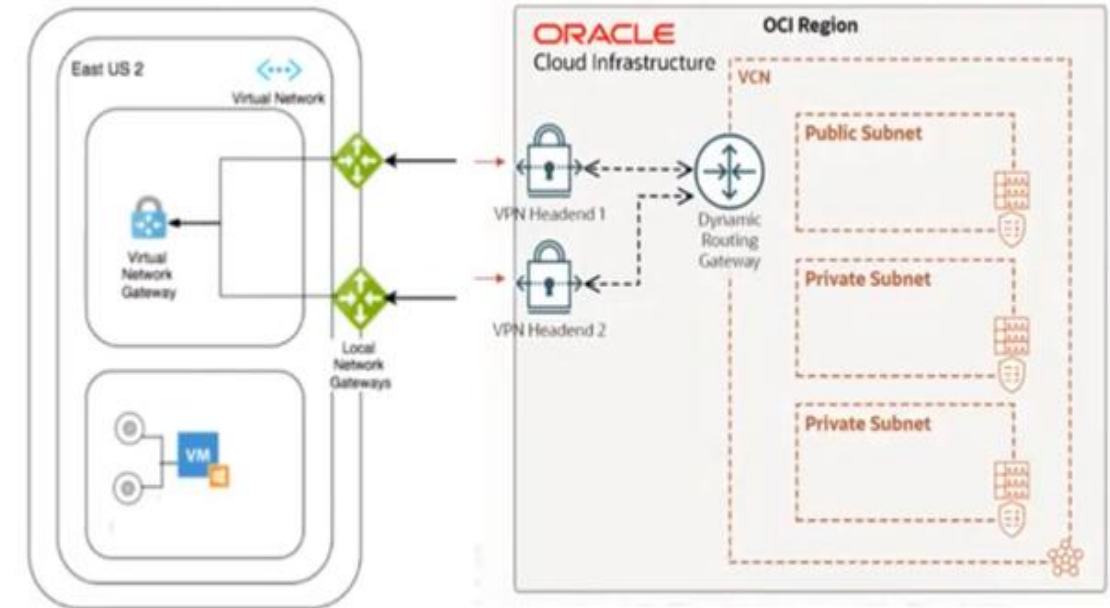 East US 2
Virtual Network
Virtual
Network
Gateway
Local
Network
Gateways
VM
ORACLE
Cloud Infrastructure
OCI Region
VCN
VPN Headend 1
VPN Headend 2
Dynamic
Routing
Gateway
Public Subnet
Private Subnet
Private Subnet